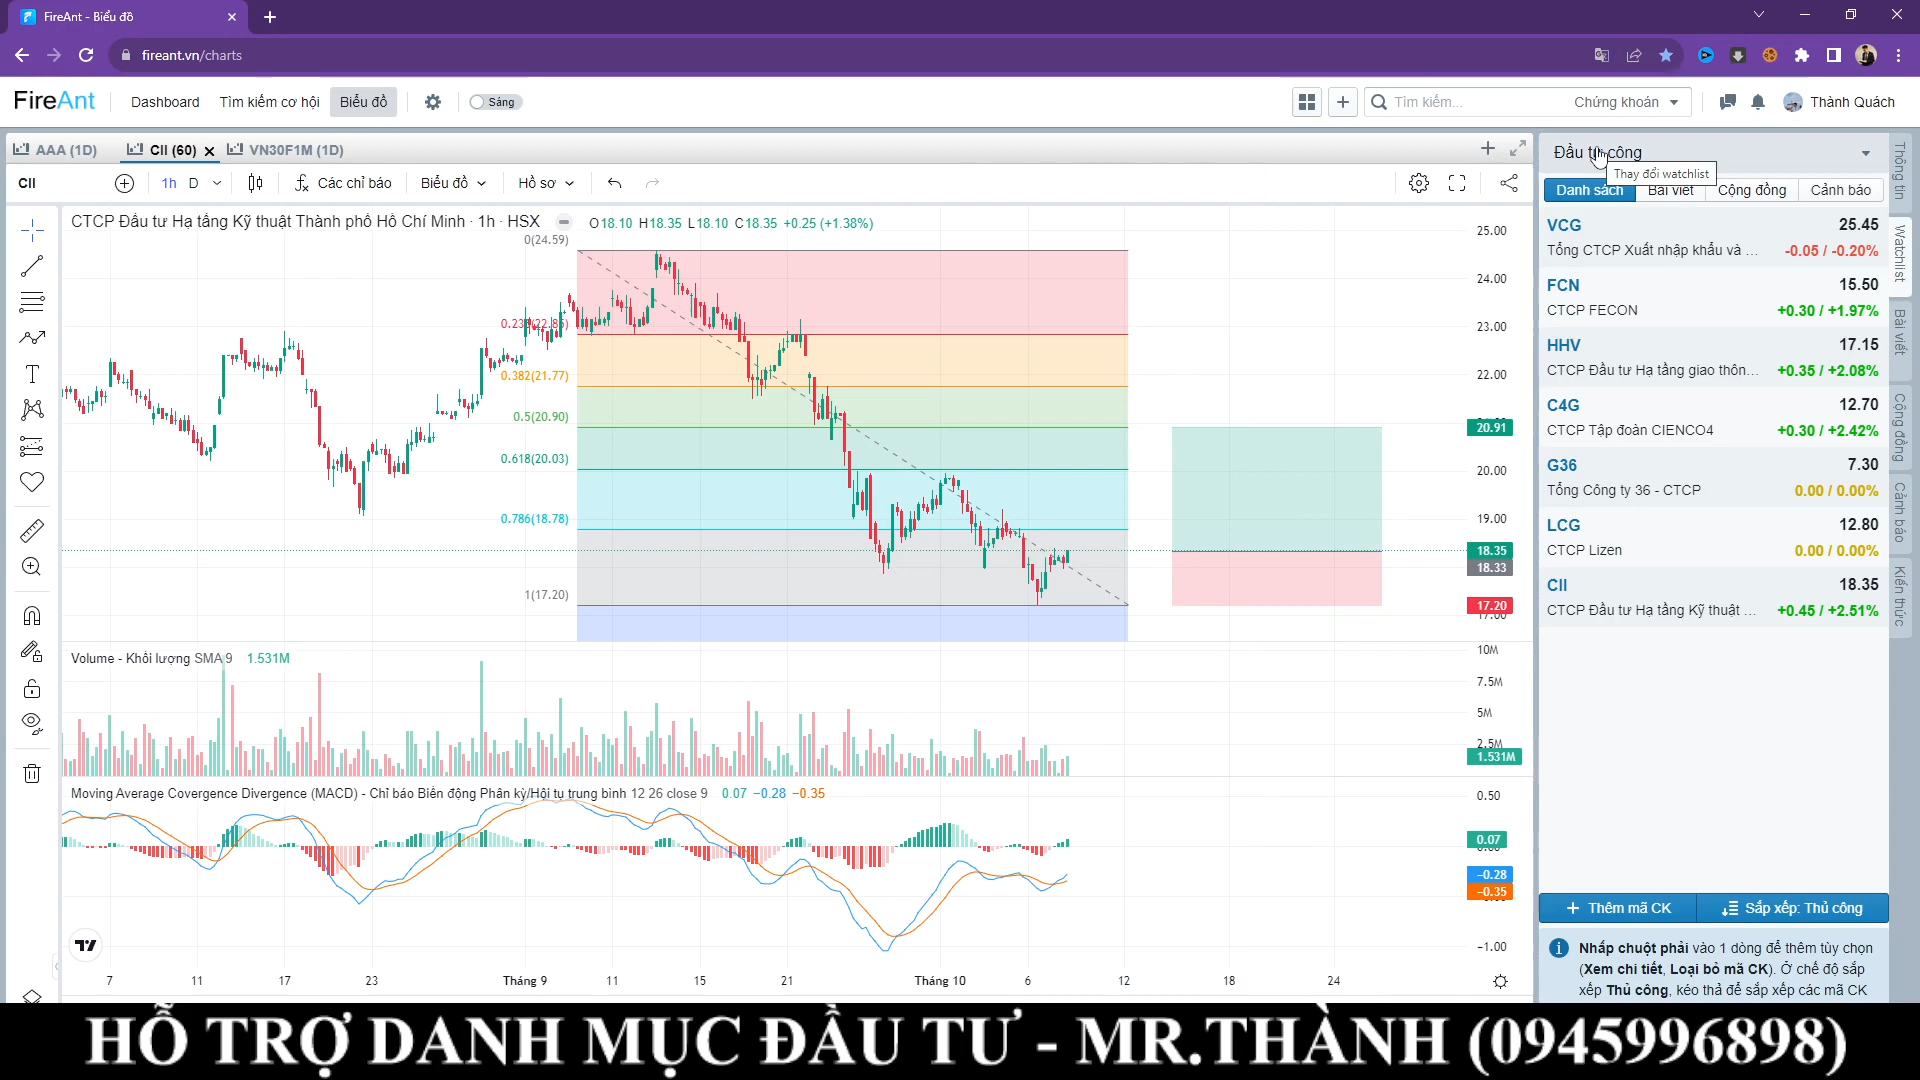 FireAnt - Biểu đồ
fireant.vn/charts
FireAnt
Dashboard
Tìm kiếm cơ hội
Biểu đồ
Sáng
Tìm kiếm...
Chứng khoán
Thành Quách
AAA (1D)
CII (60)
VN30F1M (1D)
CII
1h
D
Các chỉ báo
Biểu đồ
Hồ sơ
CTCP Đầu tư Hạ tầng Kỹ thuật Thành phố Hồ Chí Minh · 1h · HSX
O18.10 H18.35 L18.10 C18.35 +0.25 (+1.38%)
0(24.59)
0.382(21.77)
0.5(20.90)
0.618(20.03)
0.786(18.78)
1(17.20)
25.00
24.00
23.00
22.00
20.91
20.00
19.00
18.35
18.33
17.20
17.00
Volume - Khối lượng SMA 9 1.531M
10M
7.5M
5M
2.5M
1.531M
Moving Average Covergence Divergence (MACD) - Chỉ báo Biến động Phân kỳ/Hội tụ trung bình 12 26 close 9 0.07 −0.28 −0.35
0.50
0.07
−0.28
−0.35
−1.00
7
11
17
23
Tháng 9
11
15
21
Tháng 10
6
12
18
24
Đầu tư công
Thay đổi watchlist
Danh sách
Bài viết
Cộng đồng
Cảnh báo
VCG 25.45
Tổng CTCP Xuất nhập khẩu và ... -0.05 / -0.20%
FCN 15.50
CTCP FECON +0.30 / +1.97%
HHV 17.15
CTCP Đầu tư Hạ tầng giao thôn... +0.35 / +2.08%
C4G 12.70
CTCP Tập đoàn CIENCO4 +0.30 / +2.42%
G36 7.30
Tổng Công ty 36 - CTCP 0.00 / 0.00%
LCG 12.80
CTCP Lizen 0.00 / 0.00%
CII 18.35
CTCP Đầu tư Hạ tầng Kỹ thuật ... +0.45 / +2.51%
Thêm mã CK
Sắp xếp: Thủ công
Nhấp chuột phải vào 1 dòng để thêm tùy chọn
(Xem chi tiết, Loại bỏ mã CK). Ở chế độ sắp
xếp Thủ công, kéo thả để sắp xếp các mã CK
Thông tin
Watchlist
Bài viết
Cộng đồng
Cảnh báo
Kiến thức
HỖ TRỢ DANH MỤC ĐẦU TƯ - MR.THÀNH (0945996898)